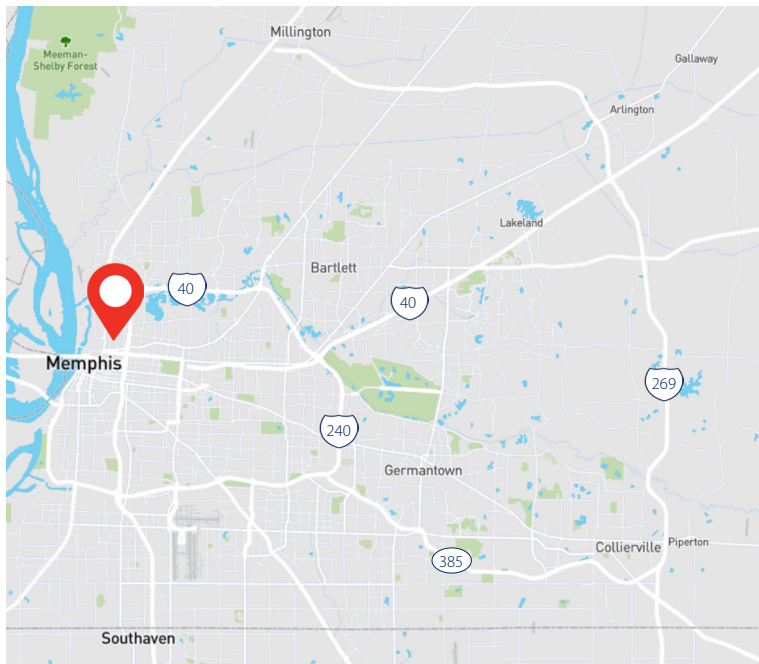 Millington
Meeman-
Shelby Forest
Gallaway
Arlington
Lakeland
Bartlett
40
40
Memphis
269
240
Germantown
Collierville
Piperton
385
Southaven